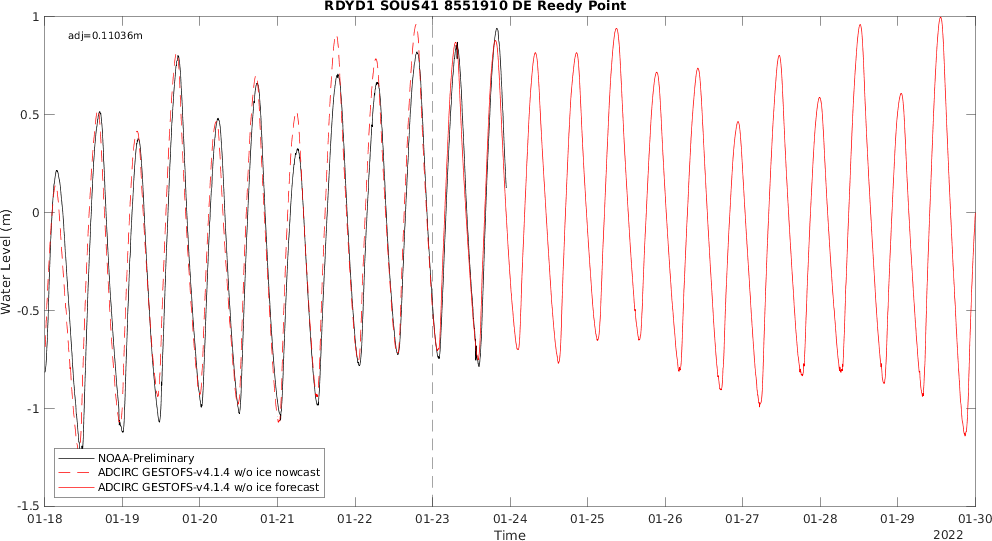 RDYD1 SOUS41 8551910 DE Reedy Point
adj=0.11036m
1
0.5
0
-0.5
-1
-1.5
Water Level (m)
NOAA-Preliminary
ADCIRC GESTOFS-v4.1.4 w/o ice nowcast
ADCIRC GESTOFS-v4.1.4 w/o ice forecast
01-18 01-19 01-20 01-21 01-22 01-23 01-24 01-25 01-26 01-27 01-28 01-29 01-30
Time
2022